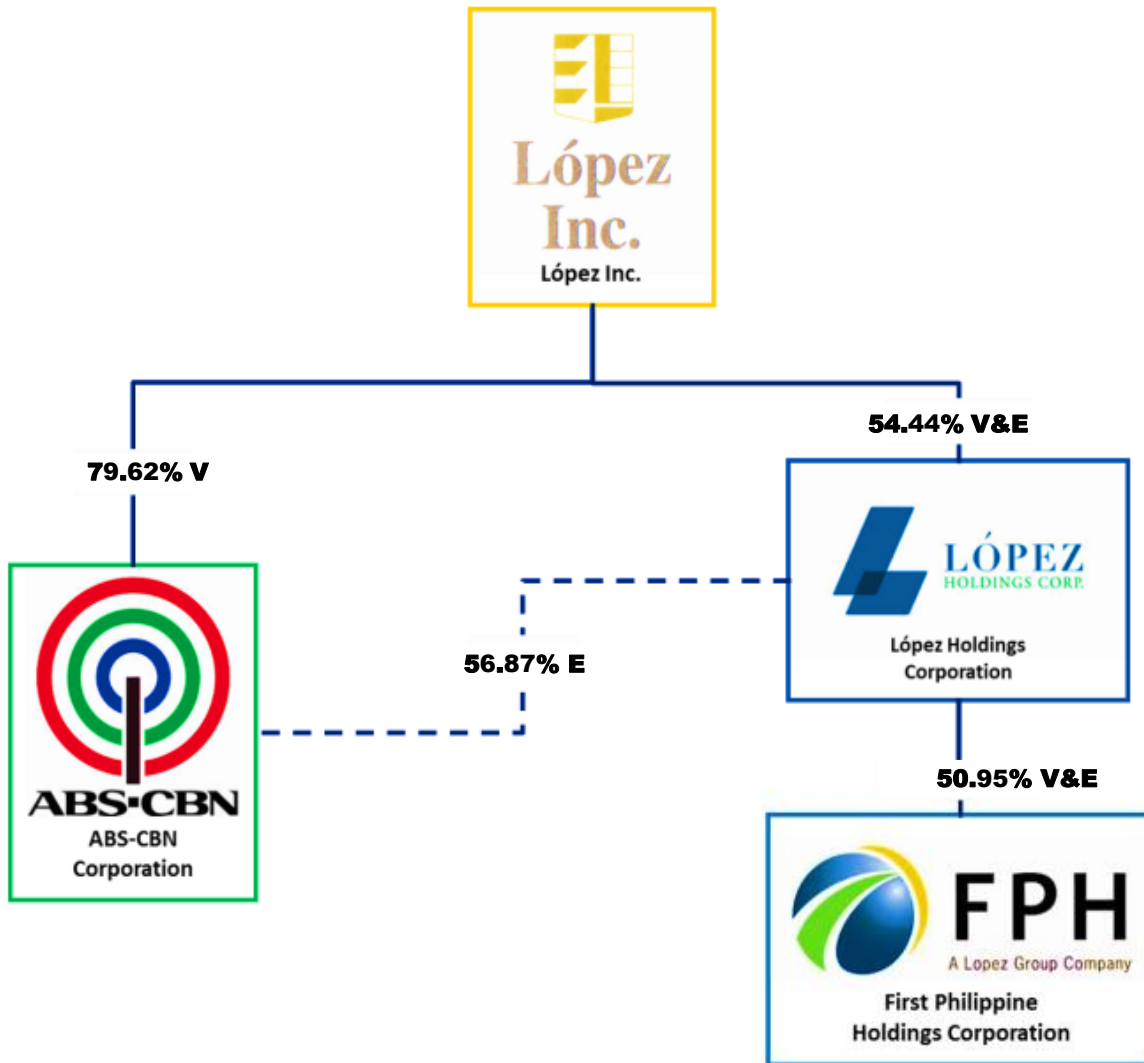 López
Inc.
López Inc.
54.44% V&E
79.62% V
LÓPEZ
HOLDINGS CORP.
López Holdings
Corporation
56.87% E
ABS-CBN
ABS-CBN
Corporation
50.95% V&E
FPH
A Lopez Group Company
First Philippine
Holdings Corporation